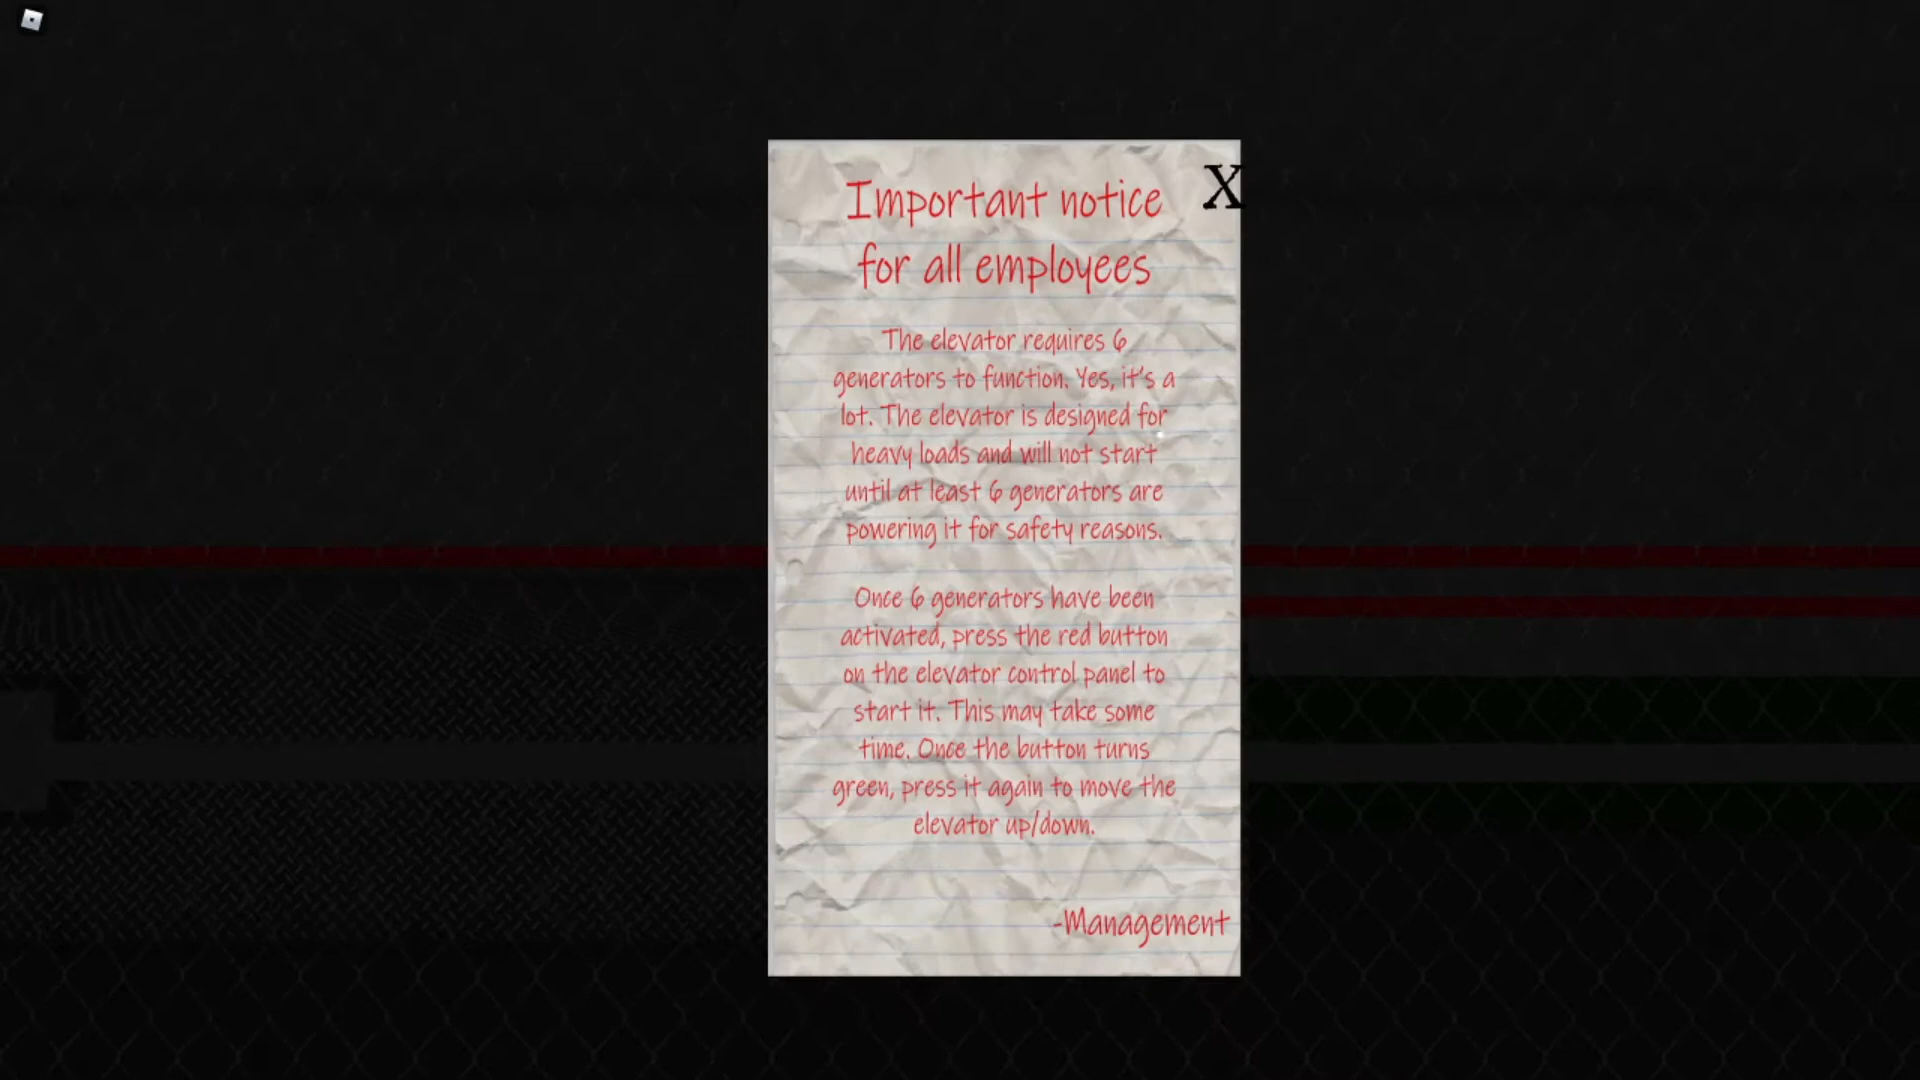 X
Important notice
for all employees
The elevator requires 6
generators to function. Yes, it's a
lot. The elevator is designed for
heavy loads and will not start
until at least 6 generators are
powering it for safety reasons.
Once 6 generators have been
activated, press the red button
on the elevator control panel to
start it. This may take some
time. Once the button turns
green, press it again to move the
elevator up/down.
-Management